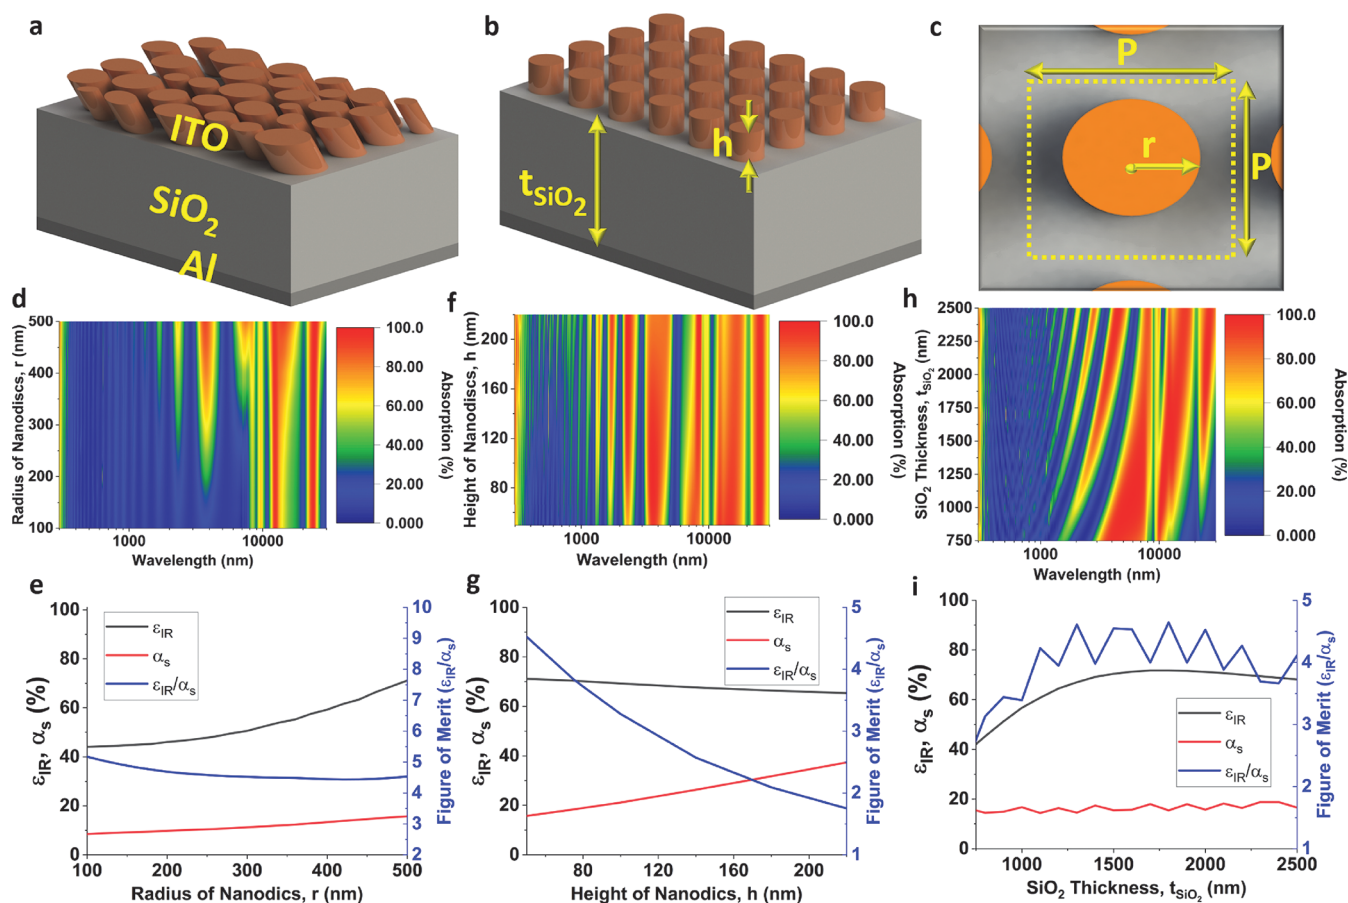 a
ITO
SiO2
Al
b
h
tSiO2
c
P
r
P
d
Radius of Nanodiscs, r (nm)
500
400
300
200
100
1000
10000
Wavelength (nm)
100.0
80.00
60.00
40.00
20.00
0.000
Absorption (%)
f
Height of Nanodiscs, h (nm)
200
160
120
80
1000
10000
Wavelength (nm)
100.0
80.00
60.00
40.00
20.00
0.000
Absorption (%)
h
SiO2 Thickness, tSiO2 (nm)
2500
2250
2000
1750
1500
1250
1000
750
1000
10000
Wavelength (nm)
100.0
80.00
60.00
40.00
20.00
0.000
Absorption (%)
e
εIR, αs (%)
100
80
60
40
20
0
εIR
αs
εIR/αs
10
9
8
7
6
5
4
3
2
Figure of Merit (εIR/αs)
100
200
300
400
500
Radius of Nanodics, r (nm)
g
εIR, αs (%)
100
80
60
40
20
0
εIR
αs
εIR/αs
5
4
3
2
1
Figure of Merit (εIR/αs)
80
120
160
200
Height of Nanodics, h (nm)
i
εIR, αs (%)
100
80
60
40
20
0
εIR
αs
εIR/αs
5
4
3
2
1
Figure of Merit (εIR/αs)
1000
1500
2000
2500
SiO2 Thickness, tSiO2 (nm)